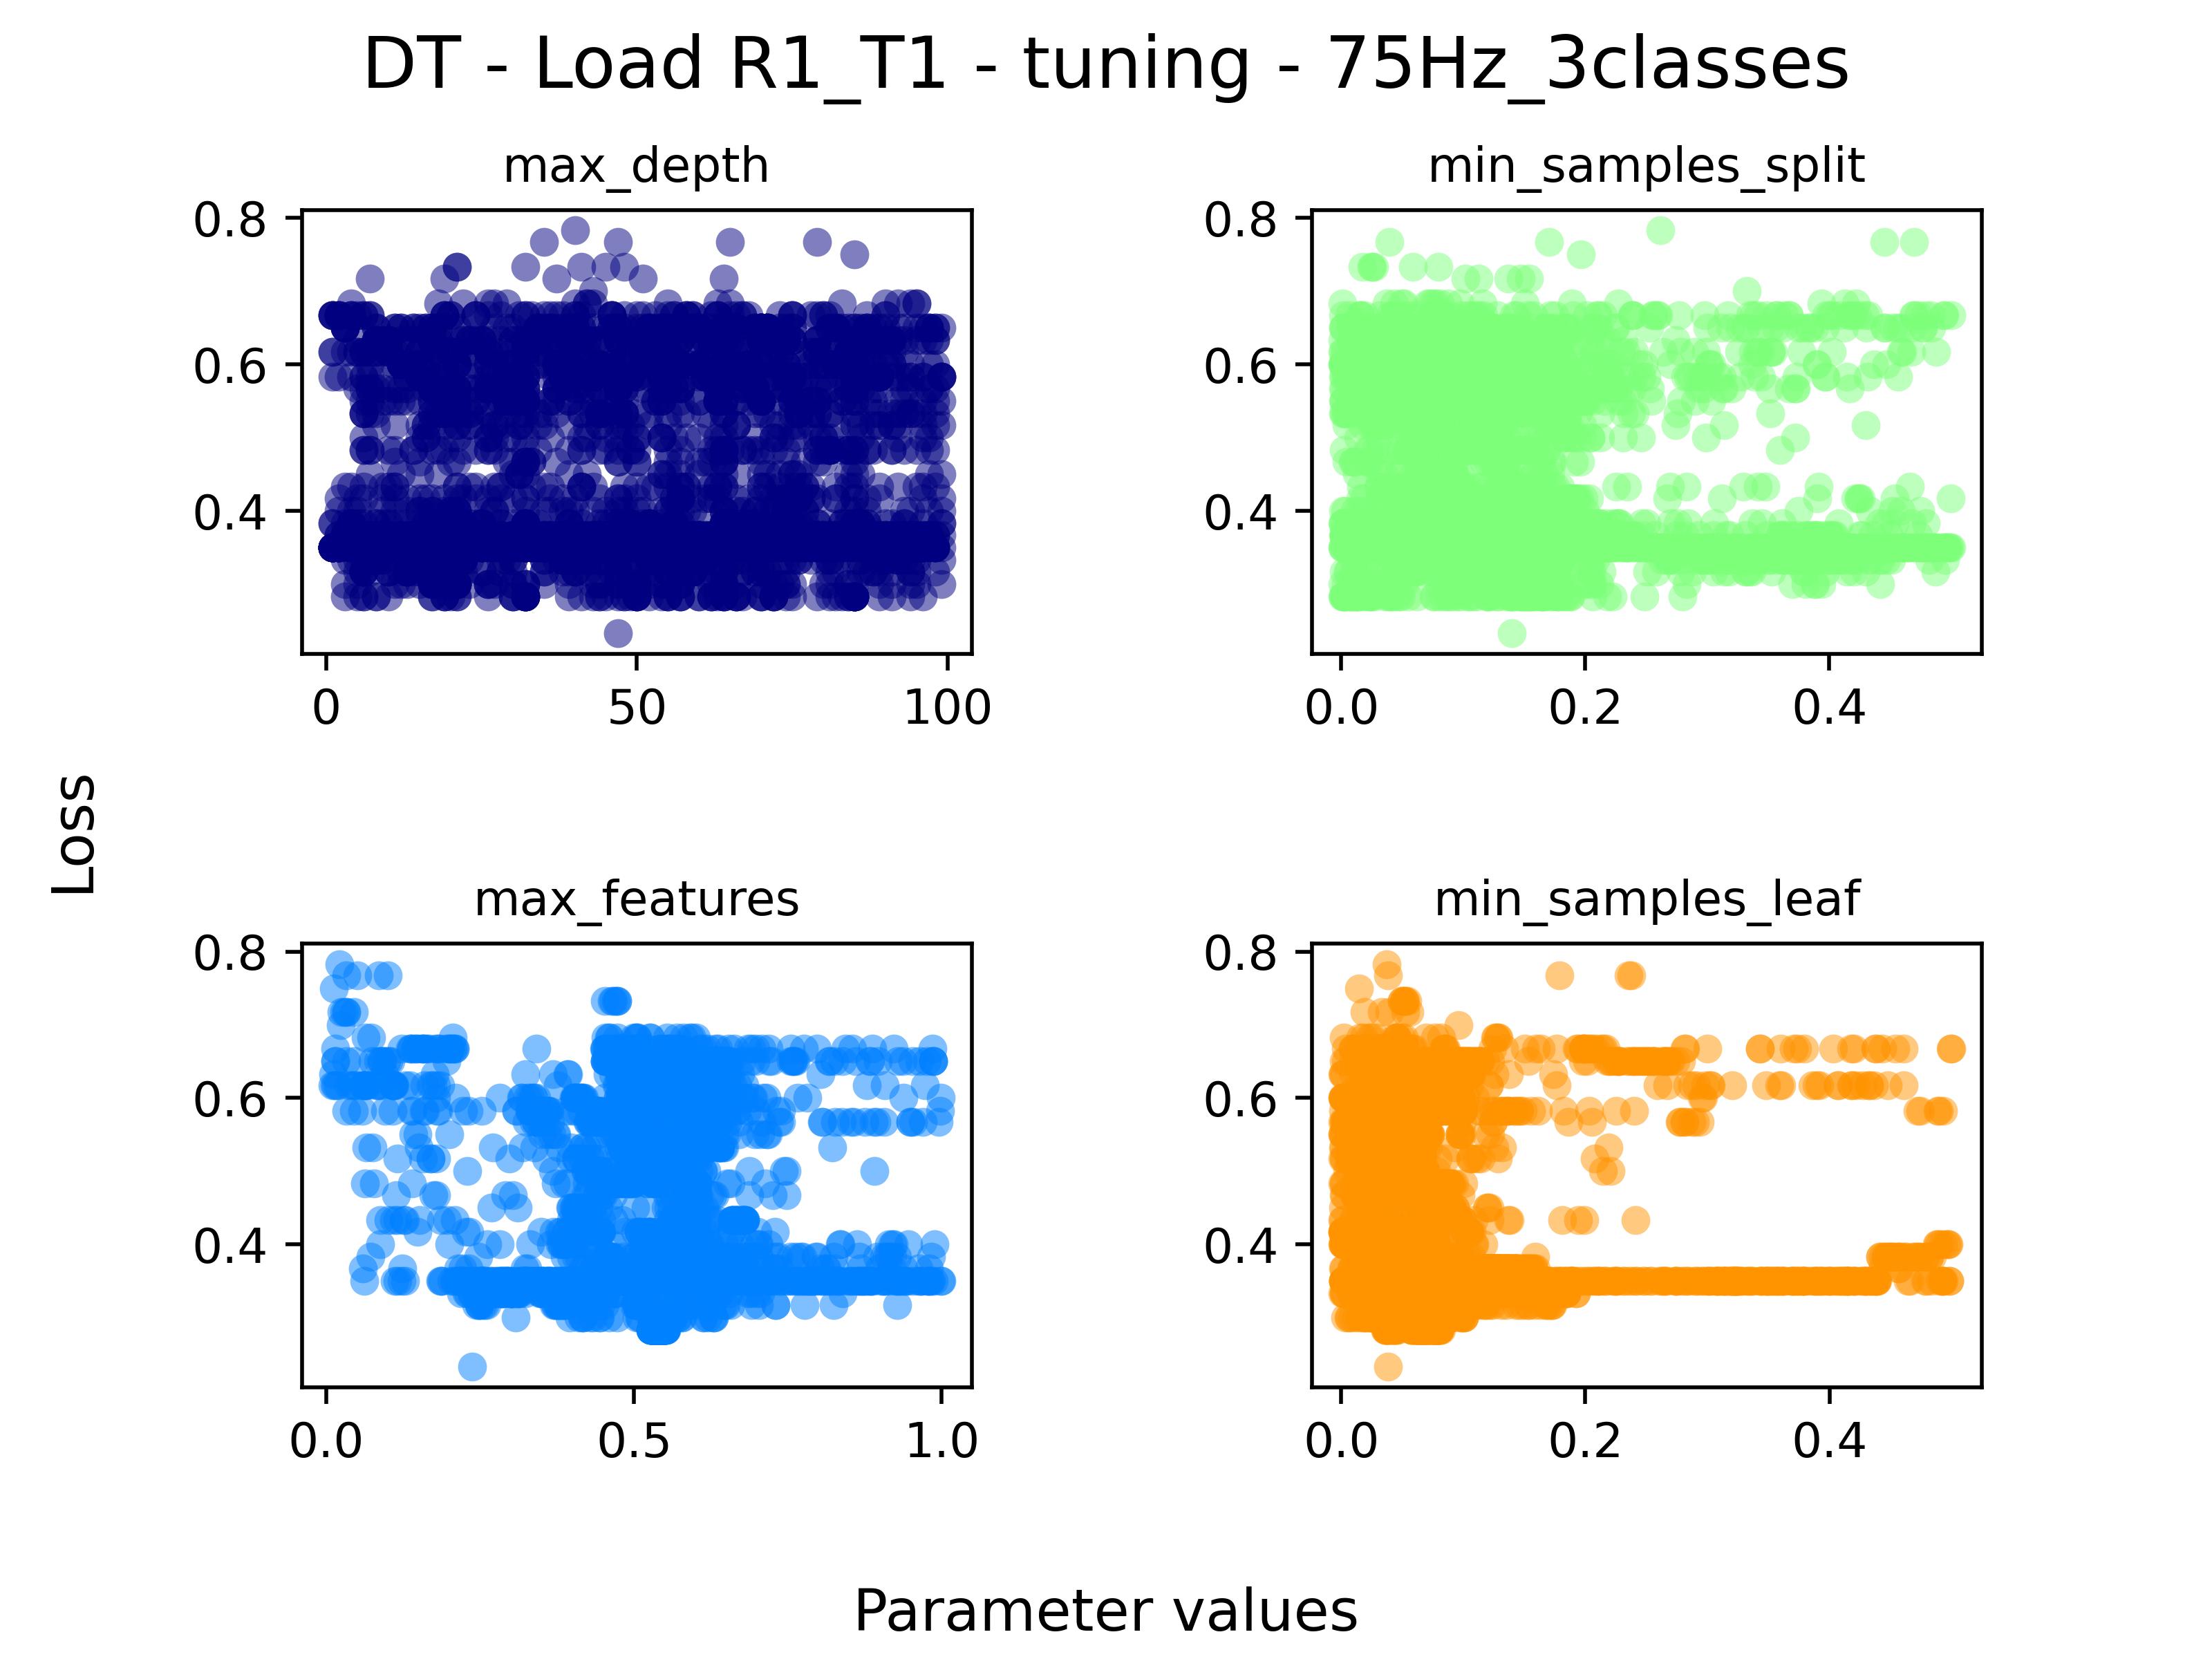 DT - Load R1_T1 - tuning - 75Hz_3classes
max_depth
0.8
0.6
0.4
0 50 100
min_samples_split
0.8
0.6
0.4
0.0 0.2 0.4
Loss
max_features
0.8
0.6
0.4
0.0 0.5 1.0
min_samples_leaf
0.8
0.6
0.4
0.0 0.2 0.4
Parameter values